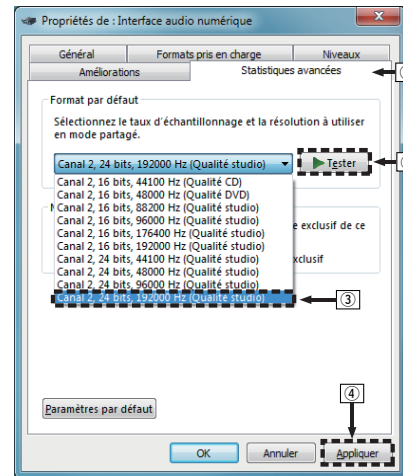 Propriétés de : Interface audio numérique
Général Formats pris en charge Niveaux
Améliorations Statistiques avancées
Format par défaut
Sélectionnez le taux d'échantillonnage et la résolution à utiliser
en mode partagé.
Canal 2, 24 bits, 192000 Hz (Qualité studio) Tester
Canal 2, 16 bits, 44100 Hz (Qualité CD)
Canal 2, 16 bits, 48000 Hz (Qualité DVD)
Canal 2, 16 bits, 88200 Hz (Qualité studio)
Canal 2, 16 bits, 96000 Hz (Qualité studio)
Canal 2, 16 bits, 176400 Hz (Qualité studio)
Canal 2, 16 bits, 192000 Hz (Qualité studio)
Canal 2, 24 bits, 44100 Hz (Qualité studio)
Canal 2, 24 bits, 48000 Hz (Qualité studio)
Canal 2, 24 bits, 96000 Hz (Qualité studio)
Canal 2, 24 bits, 192000 Hz (Qualité studio)
e exclusif de ce
xclusif
③
④
Paramètres par défaut
OK Annuler Appliquer